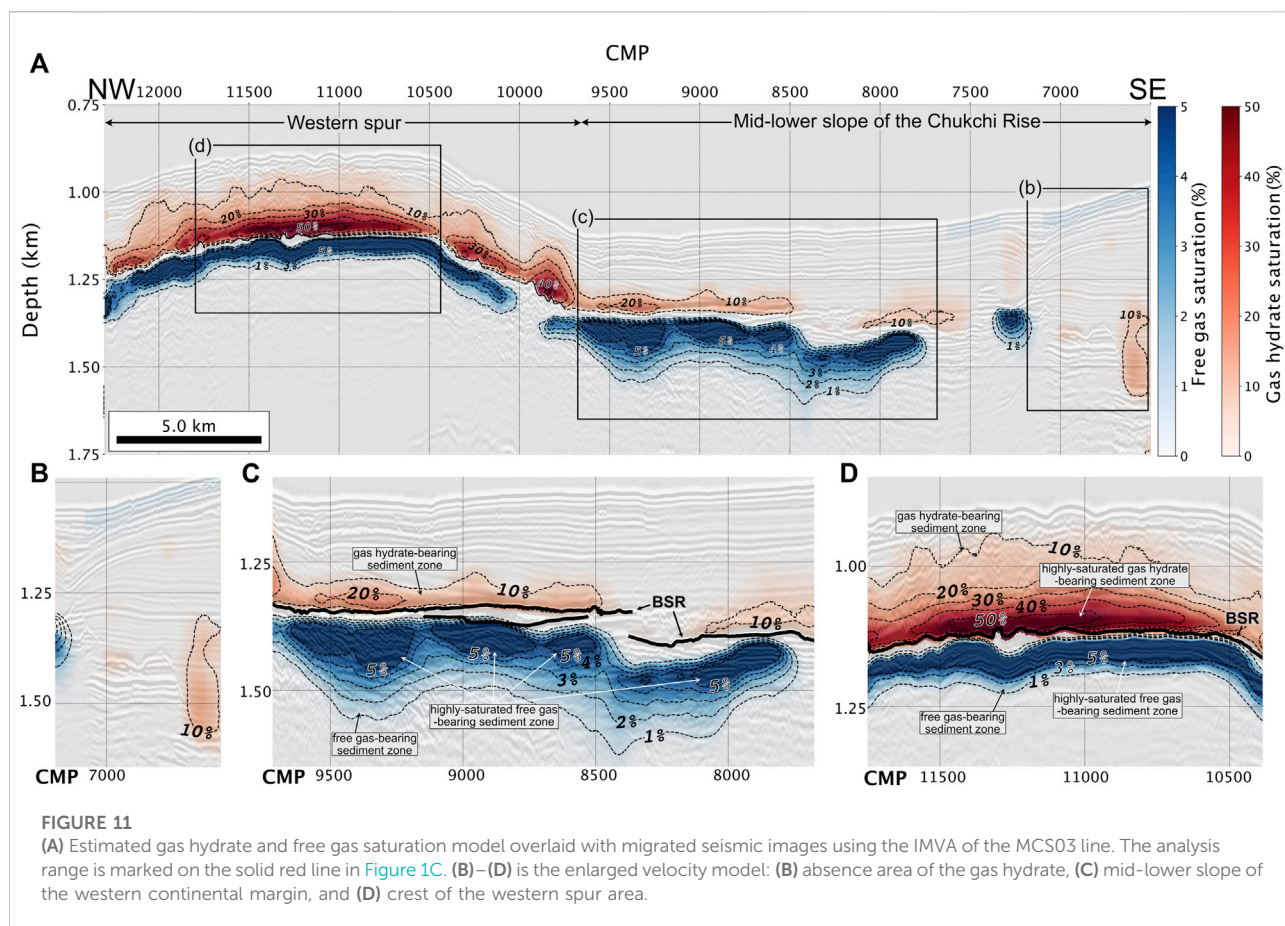 CMP
A
NW
12000 11500 11000 10500 10000 9500 9000 8500 8000 7500 7000
SE
0.75
Western spur
Mid-lower slope of the Chukchi Rise
(d)
(b)
(c)
1.00
1.25
1.50
1.75
Depth (km)
20%
30%
10%
50%
5%
1%
3%
30%
40%
20%
10%
5%
5%
4%
3%
2%
1%
10%
1%
10%
5.0 km
5
4
3
2
1
0
Free gas saturation (%)
50
40
30
20
10
0
Gas hydrate saturation (%)
B
1.25
1.50
10%
CMP
7000
C
1.25
1.50
gas hydrate-bearing
sediment zone
20%
10%
BSR
10%
5%
5%
5%
4%
3%
5%
2%
1%
highly-saturated free gas
-bearing sediment zone
free gas-bearing
sediment zone
CMP
9500 9000 8500 8000
D
1.00
1.25
gas hydrate-bearing
sediment zone
10%
highly-saturated gas hydrate
-bearing sediment zone
20%
30%
40%
50%
BSR
1%
3%
5%
free gas-bearing
sediment zone
highly-saturated free gas
-bearing sediment zone
CMP
11500 11000 10500
FIGURE 11
(A) Estimated gas hydrate and free gas saturation model overlaid with migrated seismic images using the IMVA of the MCS03 line. The analysis
range is marked on the solid red line in Figure 1C. (B)–(D) is the enlarged velocity model: (B) absence area of the gas hydrate, (C) mid-lower slope of
the western continental margin, and (D) crest of the western spur area.